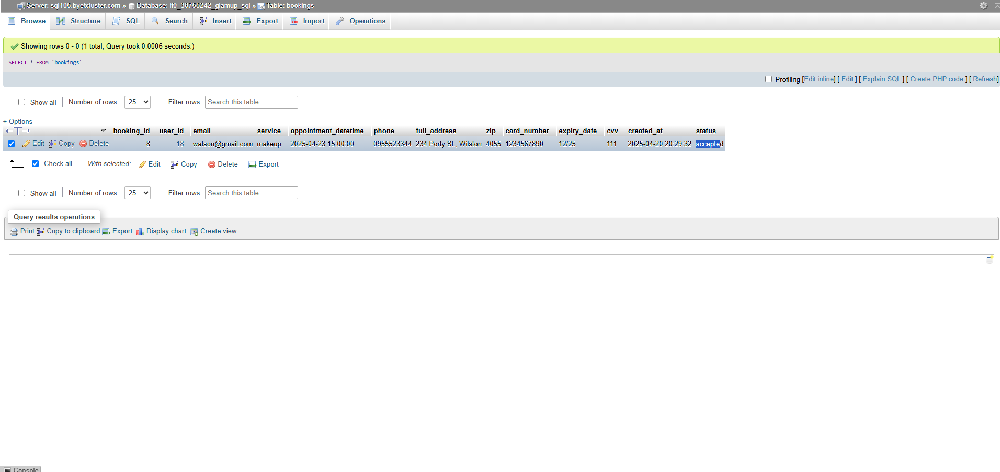 Server: sql105.byetcluster.com » Database: if0_38755242_glamup_sql » Table: bookings
Browse Structure SQL Search Insert Export Import Operations
Showing rows 0 - 0 (1 total, Query took 0.0006 seconds.)
SELECT * FROM `bookings`
Profiling [Edit inline] [ Edit ] [ Explain SQL ] [ Create PHP code ] [ Refresh]
Show all Number of rows: 25 Filter rows: Search this table
+ Options
←T→ booking_id user_id email service appointment_datetime phone full_address zip card_number expiry_date cvv created_at status
Edit Copy Delete 8 18 watson@gmail.com makeup 2025-04-23 15:00:00 0955523344 234 Porty St., Wilston 4055 1234567890 12/25 111 2025-04-20 20:29:32 accepted
Check all With selected: Edit Copy Delete Export
Show all Number of rows: 25 Filter rows: Search this table
Query results operations
Print Copy to clipboard Export Display chart Create view
Console